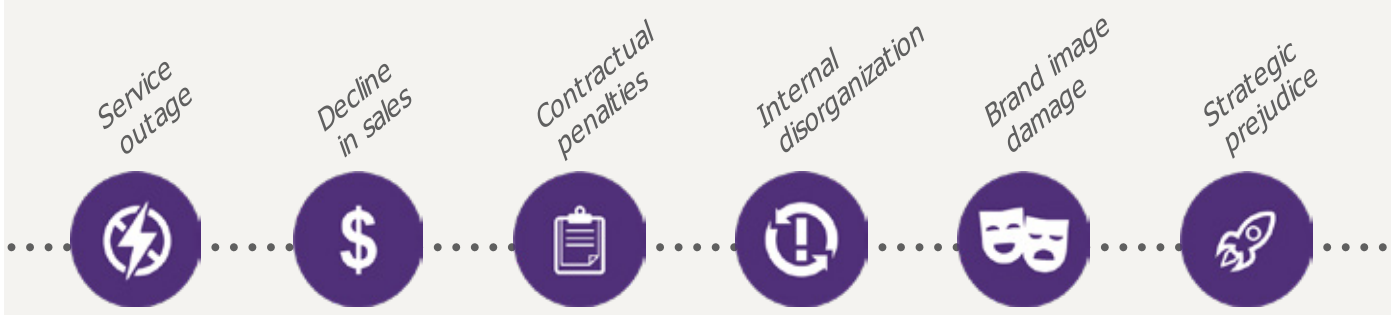 Service
outage
Decline
in sales
Contractual
penalties
Internal
disorganization
Brand image
damage
Strategic
prejudice
$